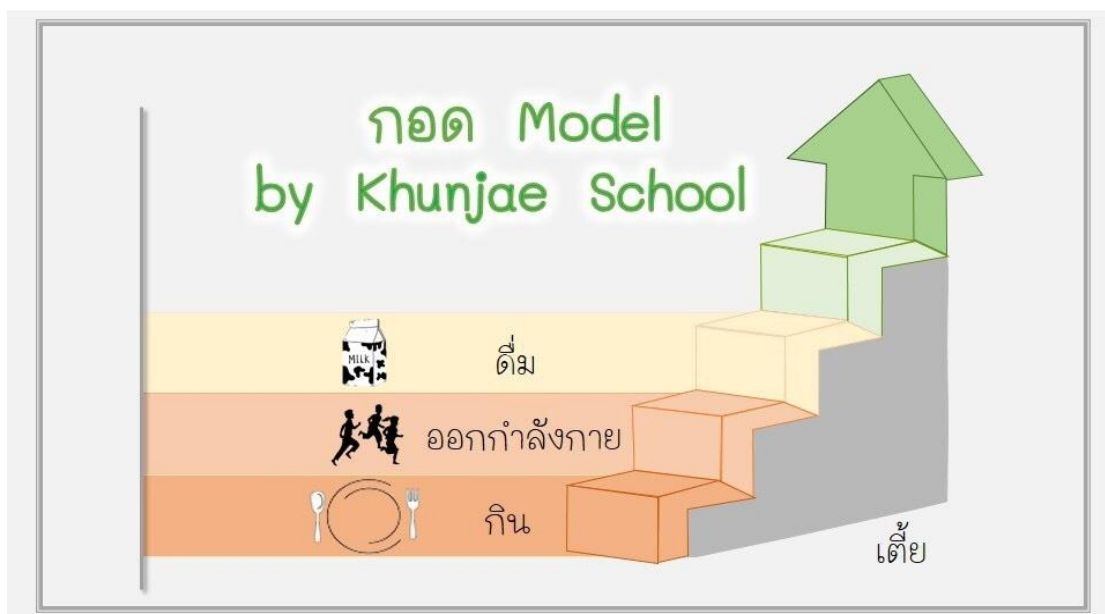 กอด Model
by Khunjae School
MILK
ดื่ม
ออกกำลังกาย
กิน
เตี้ย